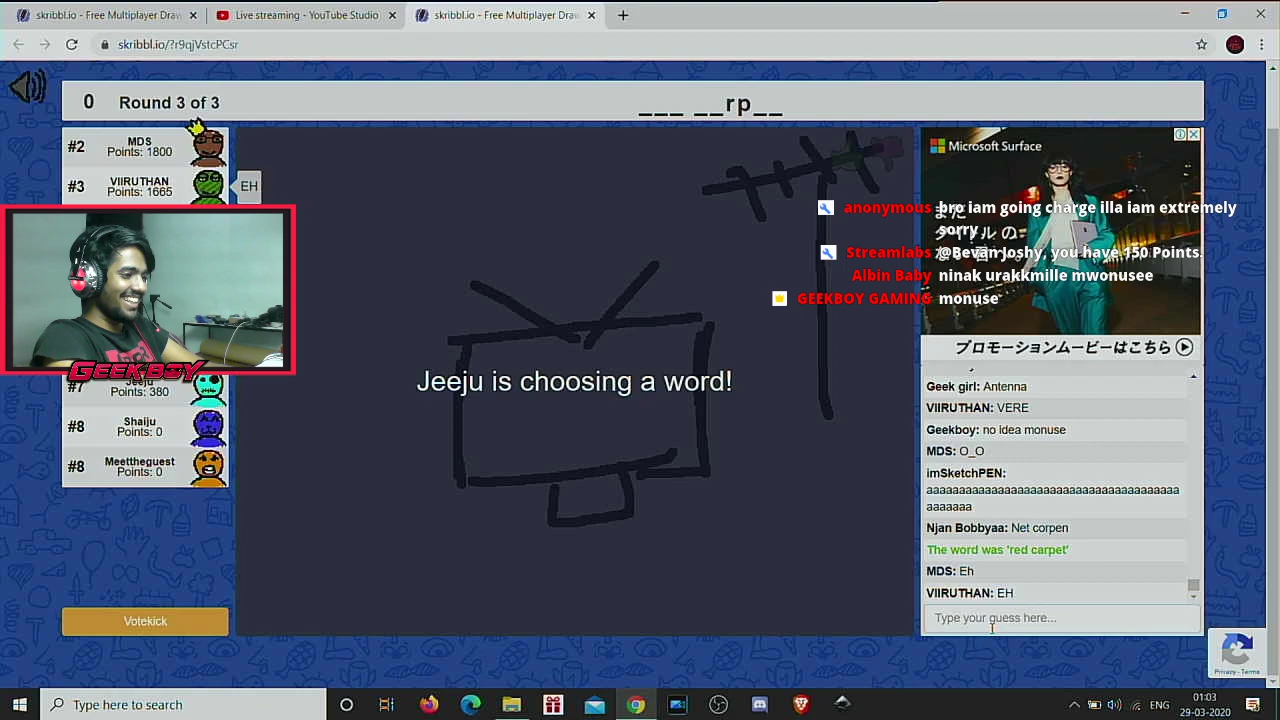 skribbl.io - Free Multiplayer Draw
Live streaming - YouTube Studio
skribbl.io - Free Multiplayer Draw
skribbl.io/?r9qjVstcPCsr
0 Round 3 of 3
___ __rp__
#2 MDS
Points: 1800
#3 VIIRUTHAN
Points: 1665
EH
GEEKBOY
#7 Jeeju
Points: 380
#8 Shaiju
Points: 0
#8 Meettheguest
Points: 0
Votekick
Jeeju is choosing a word!
Microsoft Surface
anonymous bro iam going charge illa iam extremely
sorry
Streamlabs @Bevan Joshy, you have 150 Points.
Albin Baby ninak urakkmille mwonusee
GEEKBOY GAMING monuse
プロモーションムービーはこちら
Geek girl: Antenna
VIIRUTHAN: VERE
Geekboy: no idea monuse
MDS: O_O
imSketchPEN:
aaaaaaaaaaaaaaaaaaaaaaaaaaaaaaaaaaaaaaa
aaaaaaa
Njan Bobbyaa: Net corpen
The word was 'red carpet'
MDS: Eh
VIIRUTHAN: EH
Type your guess here...
Privacy - Terms
Type here to search
ENG
01:03
29-03-2020